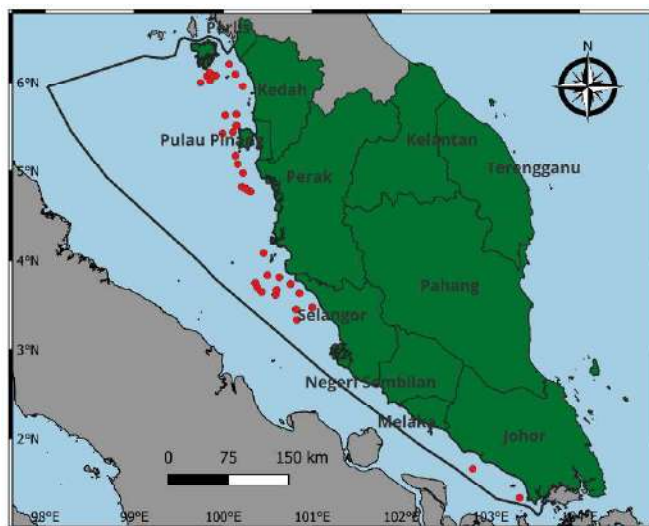 Perlis
N
6°N
Kedah
Pulau Pinang
Kelantan
Terengganu
5°N
Perak
4°N
Pahang
Selangor
3°N
Negeri Sembilan
Melaka
2°N
Johor
0 75 150 km
98°E 99°E 100°E 101°E 102°E 103°E 104°E